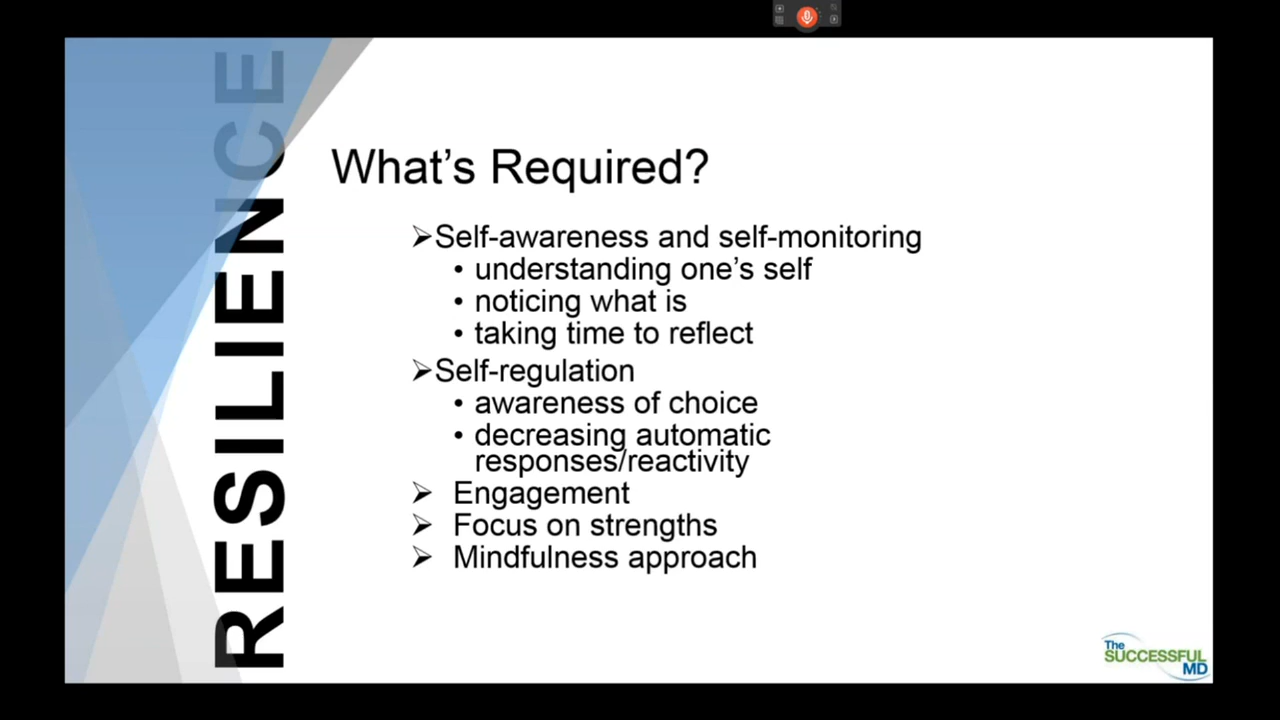 RESILIENCE
What's Required?
➢Self-awareness and self-monitoring
• understanding one's self
• noticing what is
• taking time to reflect
➢Self-regulation
• awareness of choice
• decreasing automatic
responses/reactivity
➢ Engagement
➢ Focus on strengths
➢ Mindfulness approach
The
SUCCESSFUL
MD